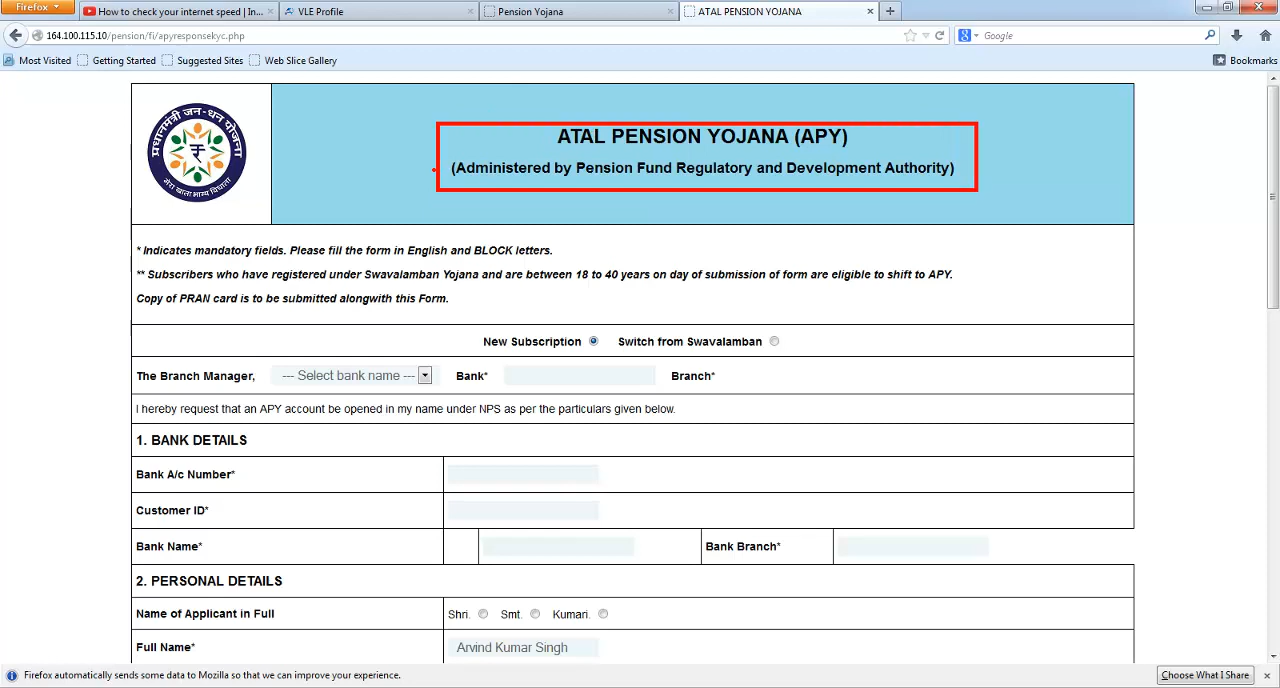 Firefox
How to check your internet speed | In...
VLE Profile
Pension Yojana
ATAL PENSION YOJANA
164.100.115.10/pension/fi/apyresponsekyc.php
Google
Most Visited
Getting Started
Suggested Sites
Web Slice Gallery
Bookmarks
प्रधानमंत्री जन-धन योजना
मेरा खाता भाग्य विधाता
ATAL PENSION YOJANA (APY)
(Administered by Pension Fund Regulatory and Development Authority)
* Indicates mandatory fields. Please fill the form in English and BLOCK letters.
** Subscribers who have registered under Swavalamban Yojana and are between 18 to 40 years on day of submission of form are eligible to shift to APY.
Copy of PRAN card is to be submitted alongwith this Form.
New Subscription Switch from Swavalamban
The Branch Manager, --- Select bank name --- Bank* Branch*
I hereby request that an APY account be opened in my name under NPS as per the particulars given below.
1. BANK DETAILS
Bank A/c Number*
Customer ID*
Bank Name* Bank Branch*
2. PERSONAL DETAILS
Name of Applicant in Full Shri. Smt. Kumari.
Full Name* Arvind Kumar Singh
Firefox automatically sends some data to Mozilla so that we can improve your experience.
Choose What I Share